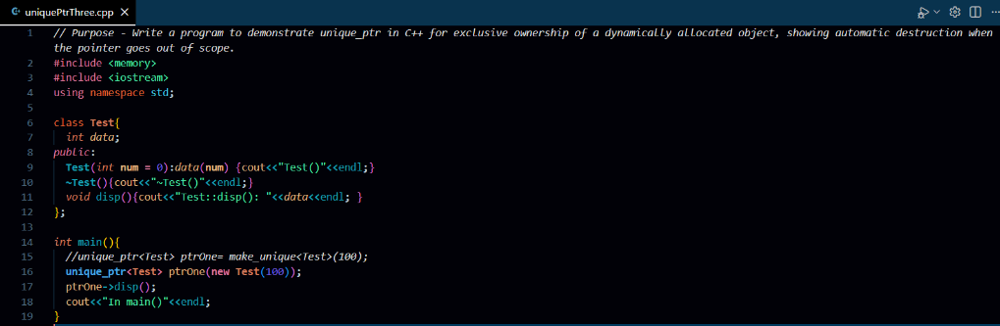 uniquePtrThree.cpp
1 // Purpose - Write a program to demonstrate unique_ptr in C++ for exclusive ownership of a dynamically allocated object, showing automatic destruction when
the pointer goes out of scope.
2 #include <memory>
3 #include <iostream>
4 using namespace std;
5
6 class Test{
7   int data;
8 public:
9   Test(int num = 0):data(num) {cout<<"Test()"<<endl;}
10   ~Test(){cout<<"~Test()"<<endl;}
11   void disp(){cout<<"Test::disp(): "<<data<<endl; }
12 };
13
14 int main(){
15   //unique_ptr<Test> ptrOne= make_unique<Test>(100);
16   unique_ptr<Test> ptrOne(new Test(100));
17   ptrOne->disp();
18   cout<<"In main()"<<endl;
19 }